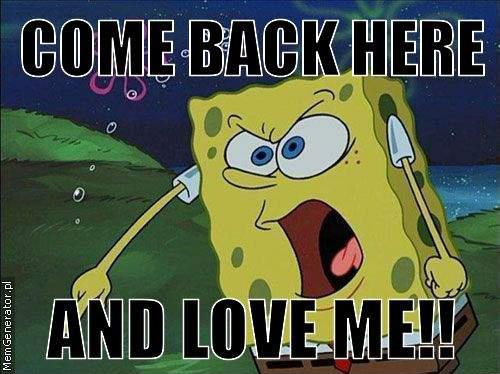 COME BACK HERE
AND LOVE ME!!
MemGenerator.pl